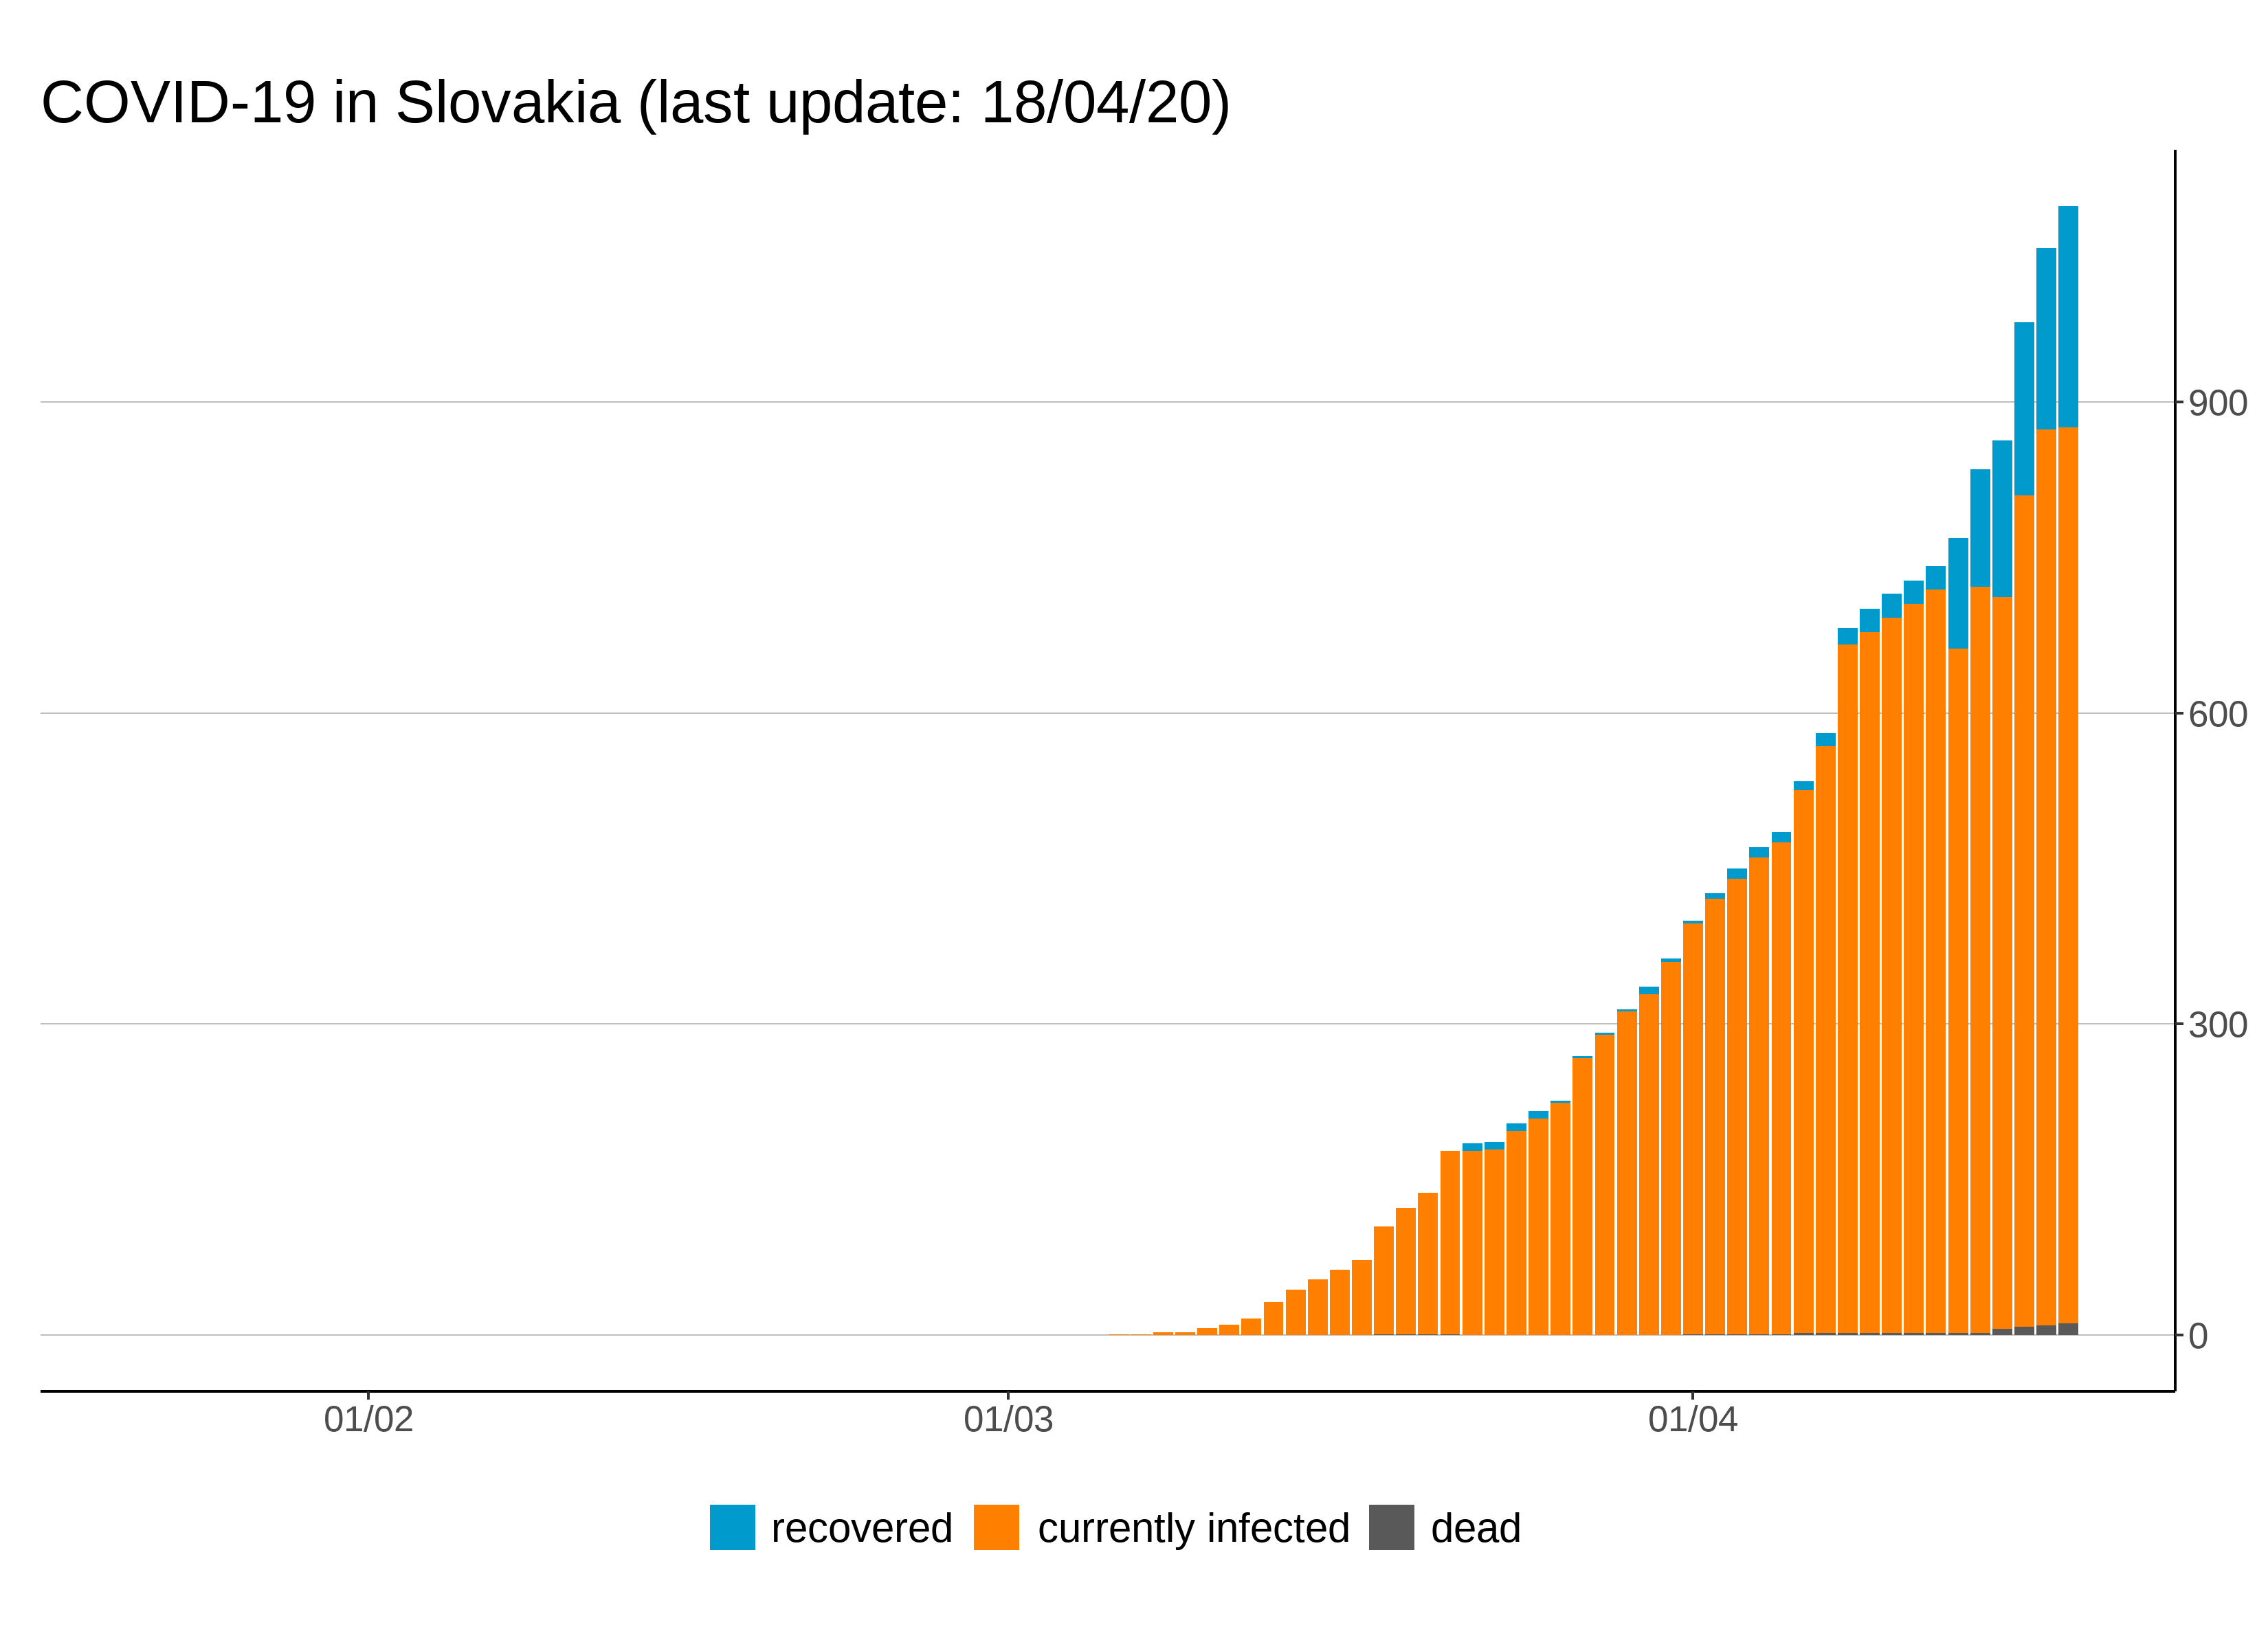 COVID-19 in Slovakia (last update: 18/04/20)
900
600
300
0
01/02 01/03 01/04
recovered currently infected dead